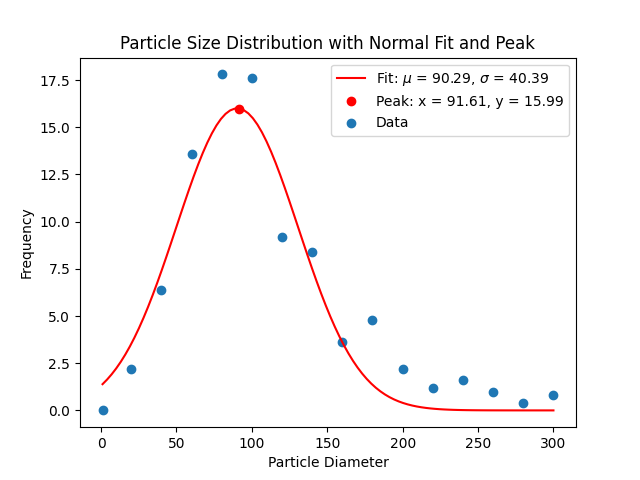 Particle Size Distribution with Normal Fit and Peak
Fit: μ = 90.29, σ = 40.39
Peak: x = 91.61, y = 15.99
Data
Frequency
17.5
15.0
12.5
10.0
7.5
5.0
2.5
0.0
0 50 100 150 200 250 300
Particle Diameter